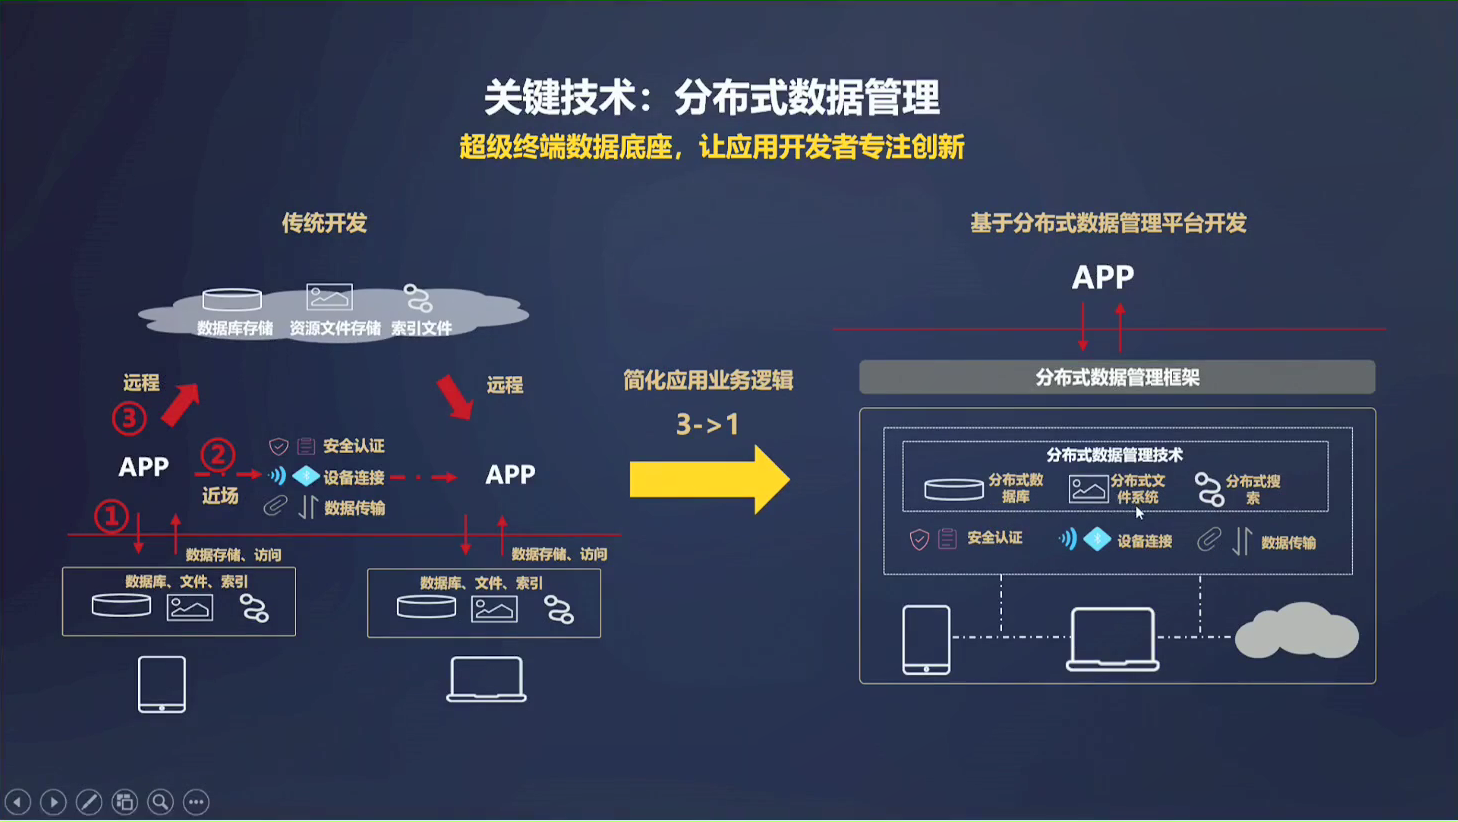 关键技术：分布式数据管理
超级终端数据底座，让应用开发者专注创新
传统开发
数据库存储
资源文件存储
索引文件
远程
远程
③
②
APP
近场
安全认证
设备连接
数据传输
APP
①
数据存储、访问
数据存储、访问
数据库、文件、索引
数据库、文件、索引
简化应用业务逻辑
3->1
基于分布式数据管理平台开发
APP
分布式数据管理框架
分布式数据管理技术
分布式数
据库
分布式文
件系统
分布式搜
索
安全认证
设备连接
数据传输